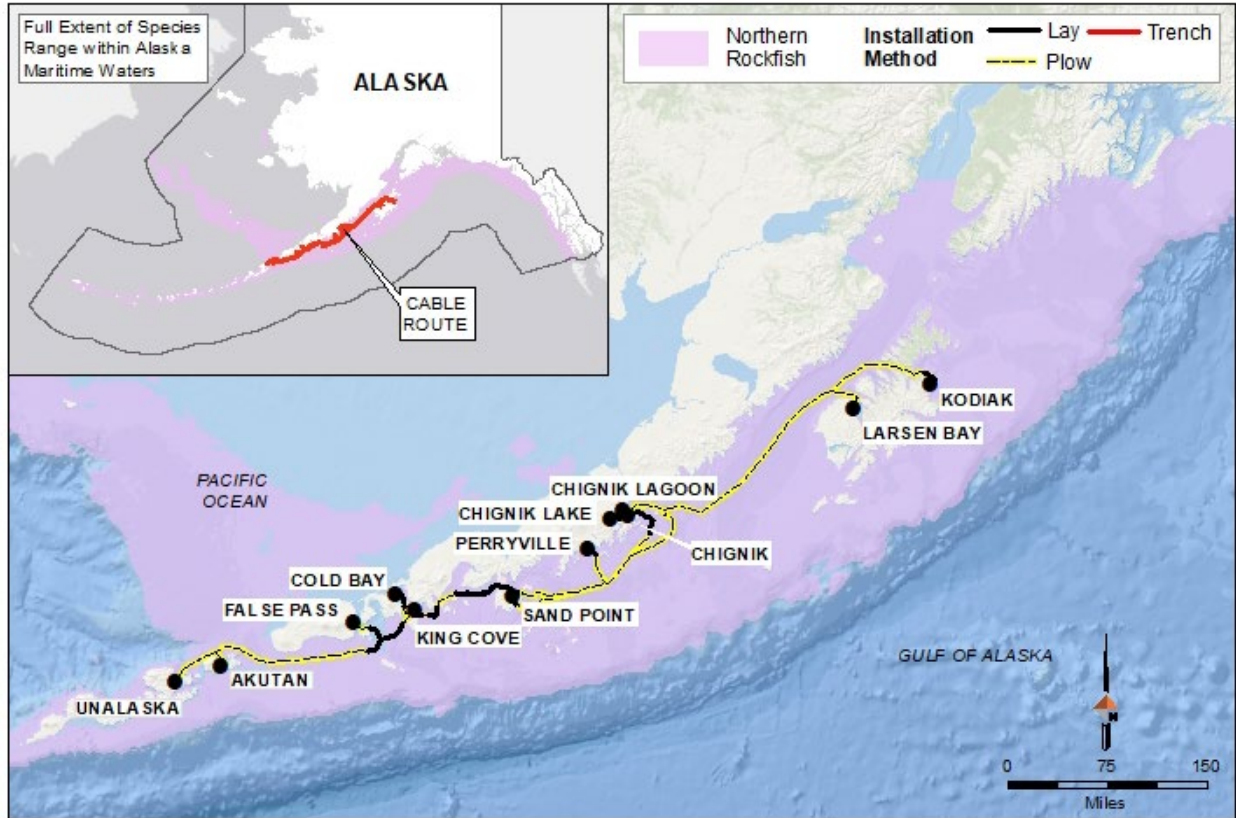 Full Extent of Species
Range within Alaska
Maritime Waters
ALASKA
CABLE
ROUTE
Northern
Rockfish
Installation
Method
Lay
Trench
Plow
KODIAK
LARSEN BAY
PACIFIC
OCEAN
CHIGNIK LAGOON
CHIGNIK LAKE
PERRYVILLE
CHIGNIK
COLD BAY
FALSE PASS
SAND POINT
KING COVE
AKUTAN
UNALASKA
GULF OF ALASKA
N
0 75 150
Miles